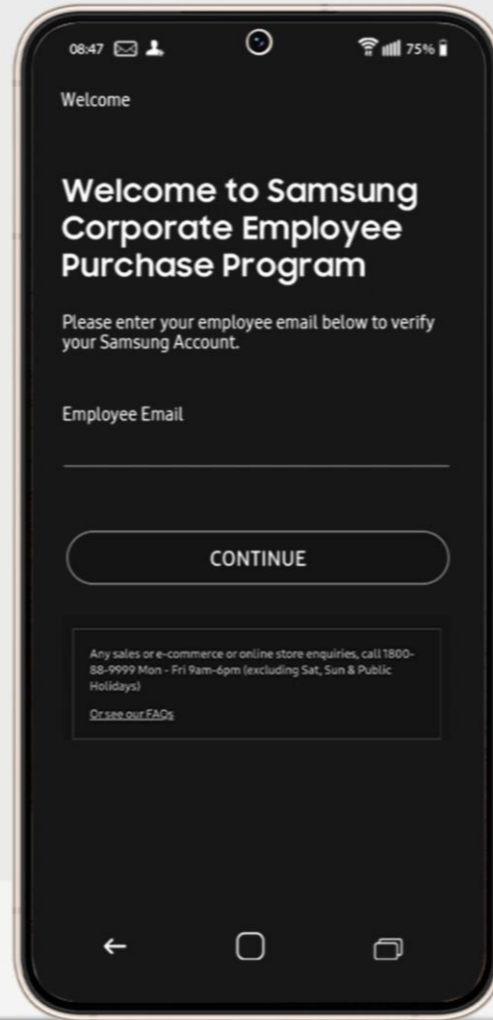 08:47 75%
Welcome
Welcome to Samsung
Corporate Employee
Purchase Program
Please enter your employee email below to verify
your Samsung Account.
Employee Email
CONTINUE
Any sales or e-commerce or online store enquiries, call 1800-
88-9999 Mon - Fri 9am-6pm (excluding Sat, Sun & Public
Holidays)
Or see our FAQs